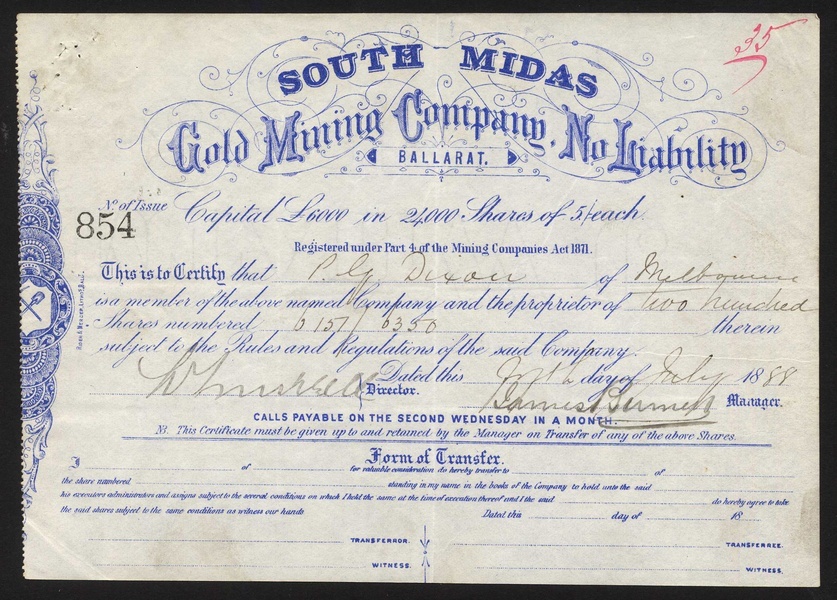 35
SOUTH MIDAS
Gold Mining Company, No Liability
BALLARAT.
No. of Issue
854
Capital £6000 in 24,000 Shares of 5/ each.
Registered under Part 4 of the Mining Companies Act 1871.
This is to Certify that P. G. Dixon of Melbourne
is a member of the above named Company and the proprietor of two hundred
Shares numbered 6151/6350 therein
subject to the Rules and Regulations of the said Company.
Dated this day of July 1888
Director. Manager.
CALLS PAYABLE ON THE SECOND WEDNESDAY IN A MONTH.
NB. This Certificate must be given up to and retained by the Manager on Transfer of any of the above Shares.
Form of Transfer.
I of for valuable consideration do hereby transfer to of
the share numbered standing in my name in the books of the Company to hold unto the said
his executors administrators and assigns subject to the several conditions on which I hold the same at the time of execution thereof and I the said do hereby agree to take
the said shares subject to the same conditions as witness our hands Dated this day of 18
TRANSFEROR. TRANSFEREE.
WITNESS. WITNESS.